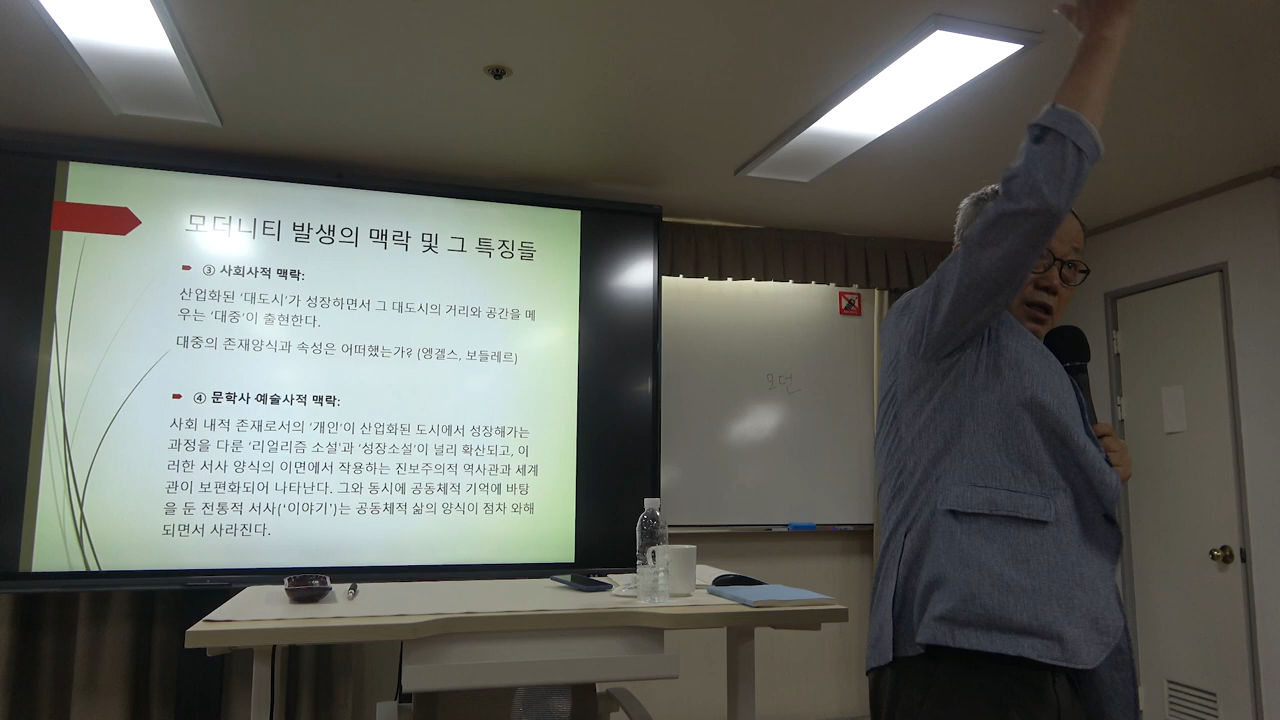 모더니티 발생의 맥락 및 그 특징들
③ 사회사적 맥락:
산업화된 '대도시'가 성장하면서 그 대도시의 거리와 공간을 메
우는 '대중'이 출현한다.
대중의 존재양식과 속성은 어떠했는가? (엥겔스, 보들레르)
④ 문학사·예술사적 맥락:
사회 내적 존재로서의 '개인'이 산업화된 도시에서 성장해가는
과정을 다룬 '리얼리즘 소설'과 '성장소설'이 널리 확산되고, 이
러한 서사 양식의 이면에서 작용하는 진보주의적 역사관과 세계
관이 보편화되어 나타난다. 그와 동시에 공동체적 기억에 바탕
을 둔 전통적 서사('이야기')는 공동체적 삶의 양식이 점차 와해
되면서 사라진다.
모던